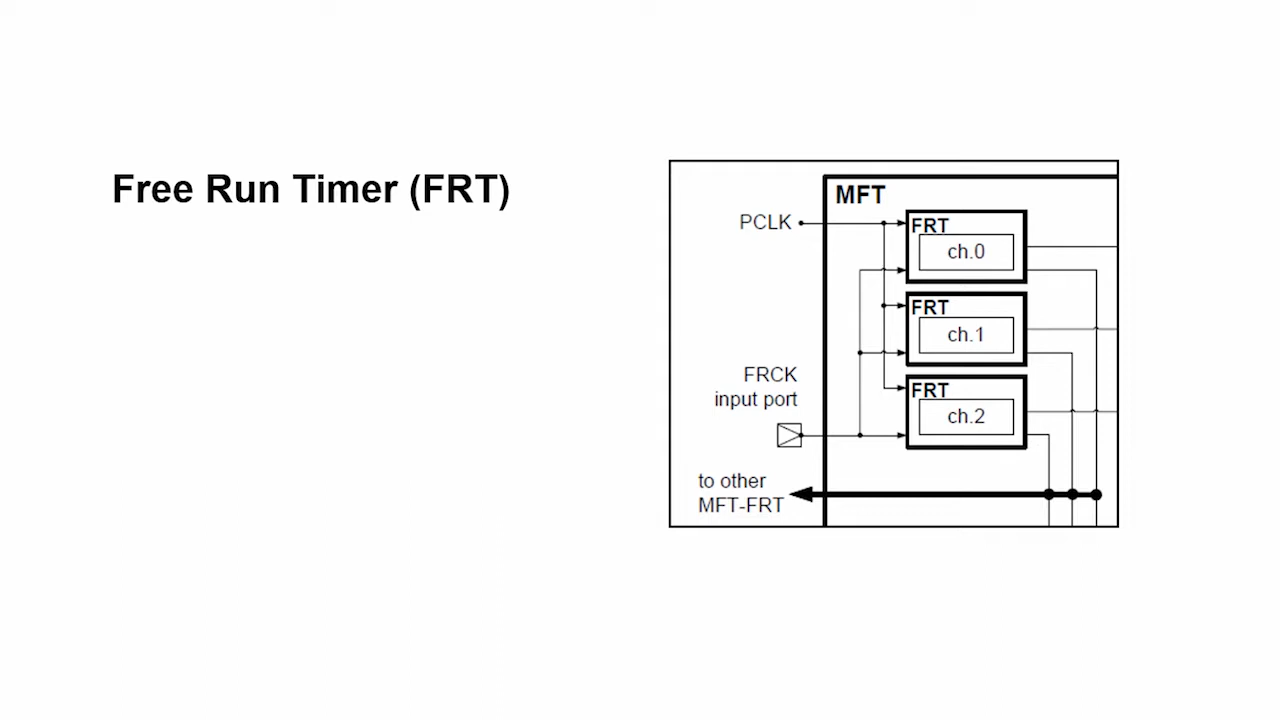 Free Run Timer (FRT)
MFT
PCLK
FRT
ch.0
FRT
ch.1
FRCK
input port
FRT
ch.2
to other
MFT-FRT